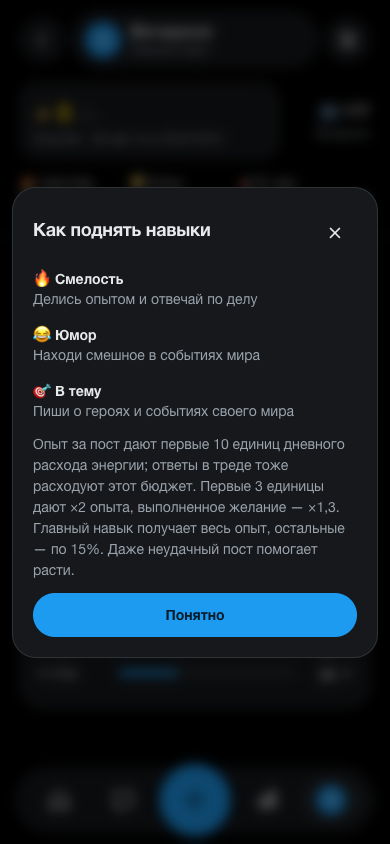 Как поднять навыки
🔥 Смелость
Делись опытом и отвечай по делу
😂 Юмор
Находи смешное в событиях мира
🎯 В тему
Пиши о героях и событиях своего мира
Опыт за пост дают первые 10 единиц дневного
расхода энергии; ответы в треде тоже
расходуют этот бюджет. Первые 3 единицы
дают ×2 опыта, выполненное желание — ×1,3.
Главный навык получает весь опыт, остальные
— по 15%. Даже неудачный пост помогает
расти.
Понятно